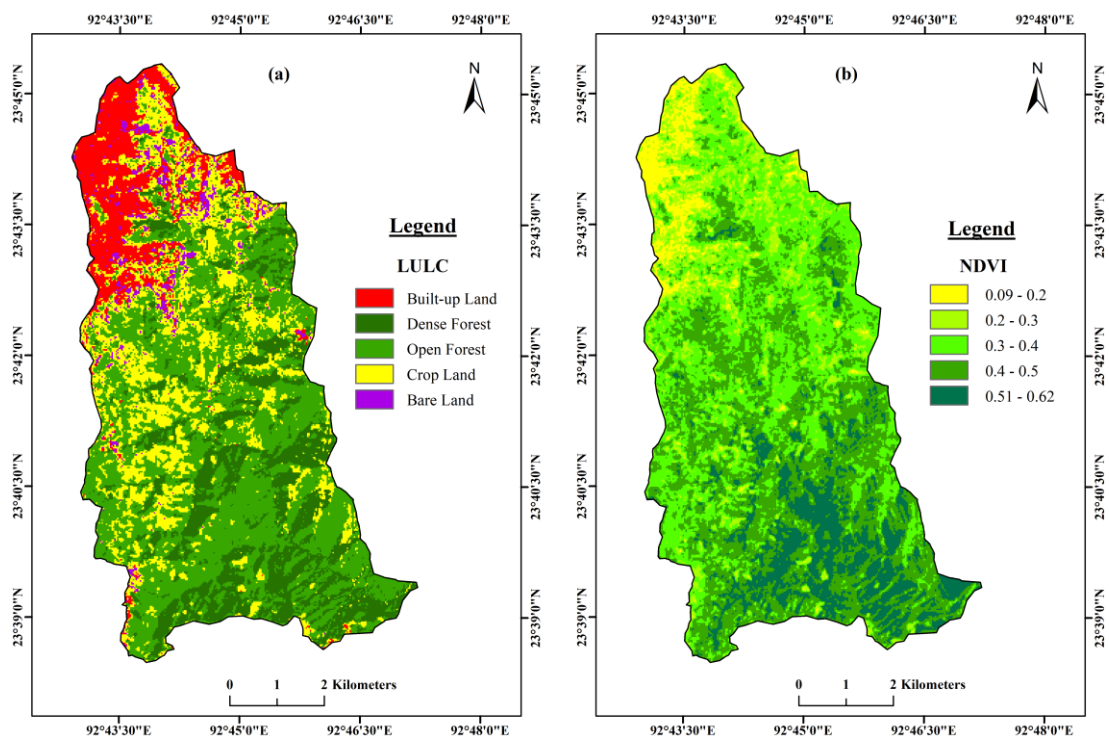 92°43'30"E 92°45'0"E 92°46'30"E 92°48'0"E
(a)
N
23°45'0"N
23°43'30"N
23°42'0"N
23°40'30"N
23°39'0"N
Legend
LULC
Built-up Land
Dense Forest
Open Forest
Crop Land
Bare Land
0 1 2 Kilometers
23°45'0"N
23°43'30"N
23°42'0"N
23°40'30"N
23°39'0"N
92°43'30"E 92°45'0"E 92°46'30"E 92°48'0"E
92°43'30"E 92°45'0"E 92°46'30"E 92°48'0"E
(b)
N
23°45'0"N
23°43'30"N
23°42'0"N
23°40'30"N
23°39'0"N
Legend
NDVI
0.09 - 0.2
0.2 - 0.3
0.3 - 0.4
0.4 - 0.5
0.51 - 0.62
0 1 2 Kilometers
23°45'0"N
23°43'30"N
23°42'0"N
23°40'30"N
23°39'0"N
92°43'30"E 92°45'0"E 92°46'30"E 92°48'0"E